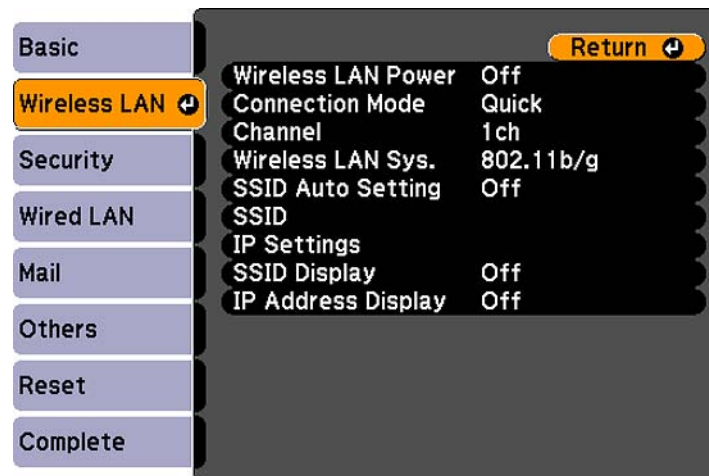 Basic
Wireless LAN
Security
Wired LAN
Mail
Others
Reset
Complete
Return
Wireless LAN Power Off
Connection Mode Quick
Channel 1ch
Wireless LAN Sys. 802.11b/g
SSID Auto Setting Off
SSID
IP Settings
SSID Display Off
IP Address Display Off